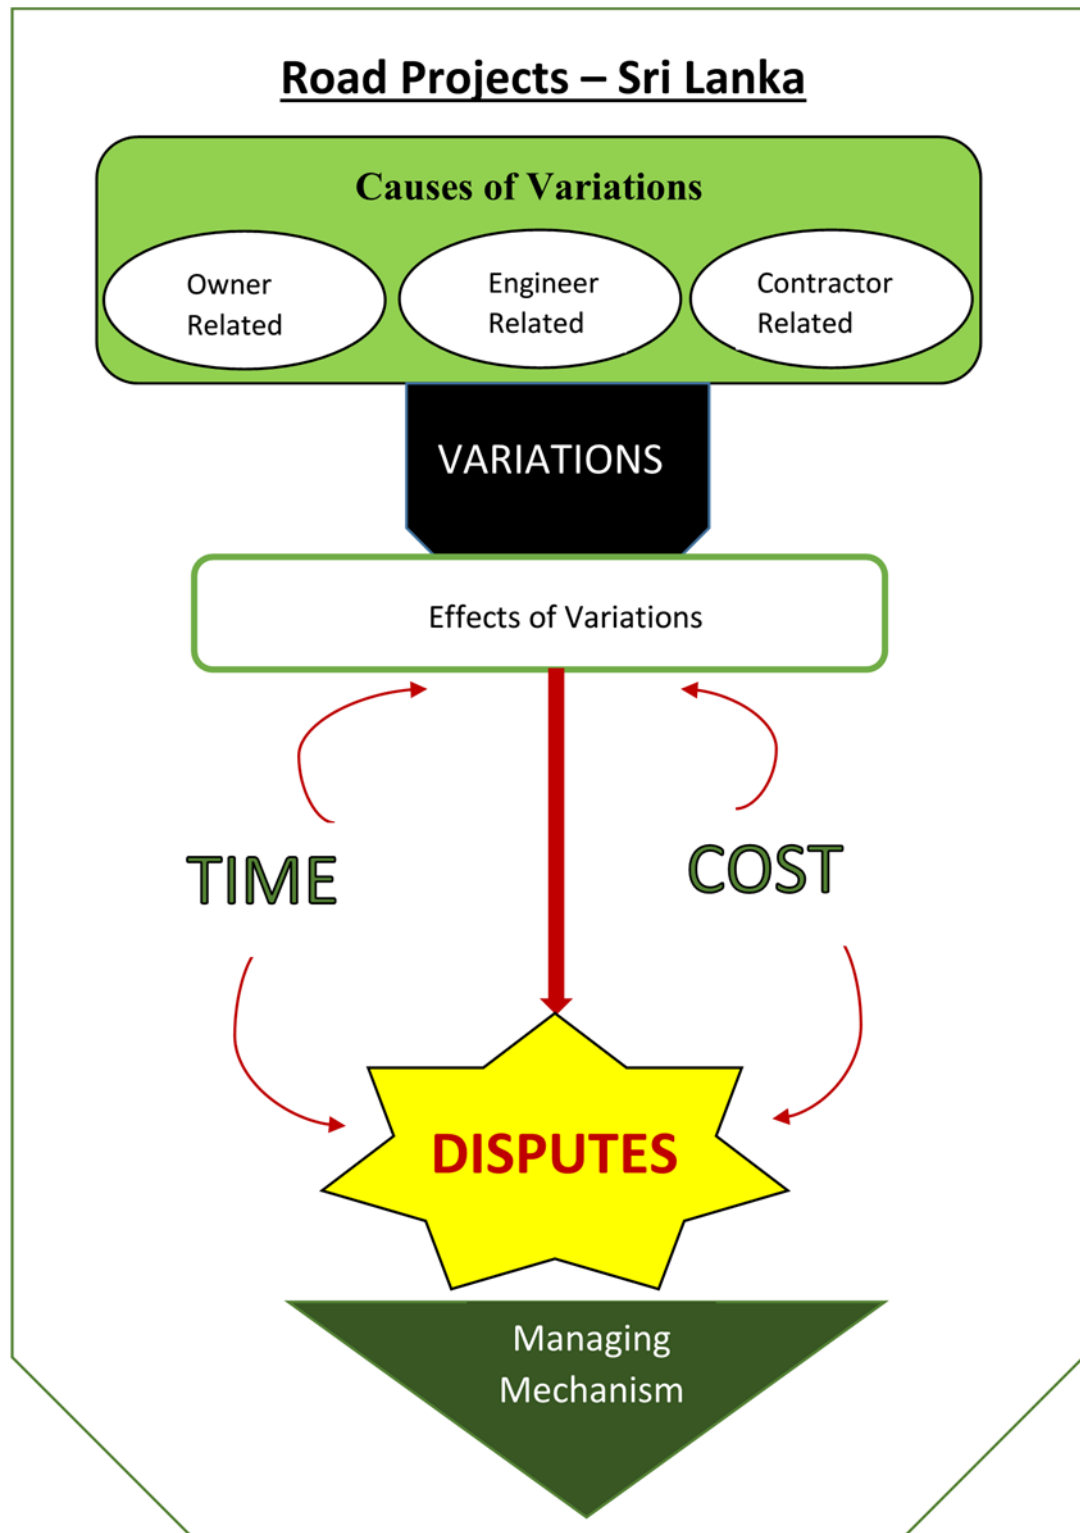 Road Projects – Sri Lanka
Causes of Variations
Owner
Related
Engineer
Related
Contractor
Related
VARIATIONS
Effects of Variations
TIME
COST
DISPUTES
Managing
Mechanism